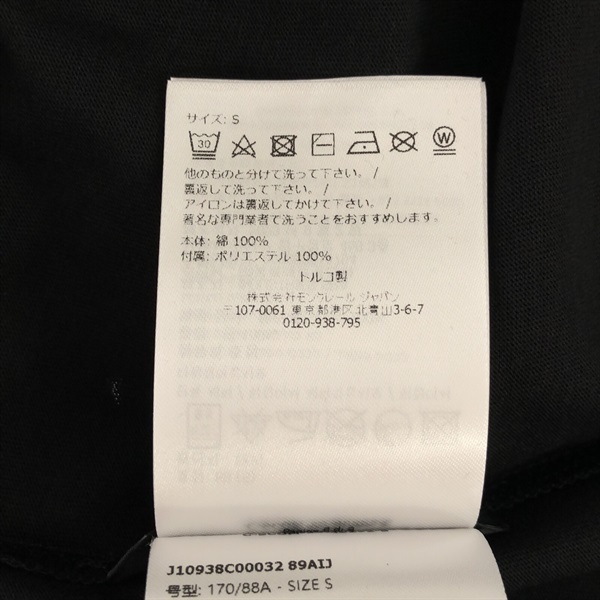 サイズ: S
30
W
他のものと分けて洗って下さい。/
裏返して洗って下さい。/
アイロンは裏返してかけて下さい。/
著名な専門業者で洗うことをおすすめします。
本体: 綿 100%
付属: ポリエステル 100%
トルコ製
株式会社モンクレール ジャパン
〒107-0061 東京都港区北青山3-6-7
0120-938-795
J10938C00032 89AIJ
号型: 170/88A - SIZE S